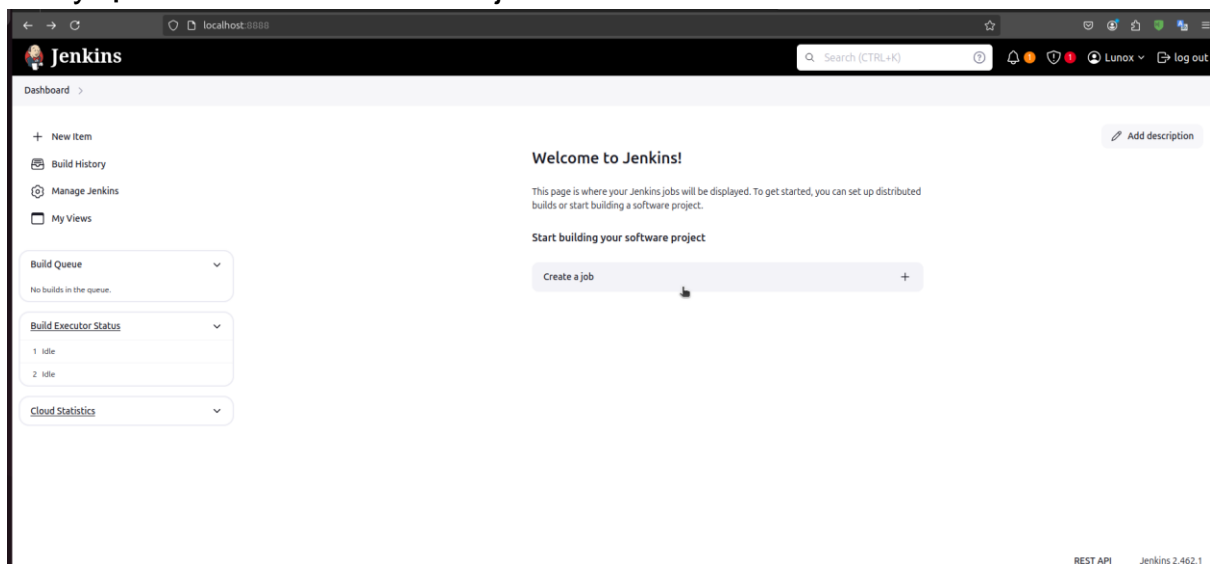 localhost:8888
Jenkins
Search (CTRL+K)
1
1
Lunox
log out
Dashboard
New Item
Build History
Manage Jenkins
My Views
Add description
Welcome to Jenkins!
This page is where your Jenkins jobs will be displayed. To get started, you can set up distributed
builds or start building a software project.
Start building your software project
Create a job
Build Queue
No builds in the queue.
Build Executor Status
1 Idle
2 Idle
Cloud Statistics
REST API
Jenkins 2.462.1